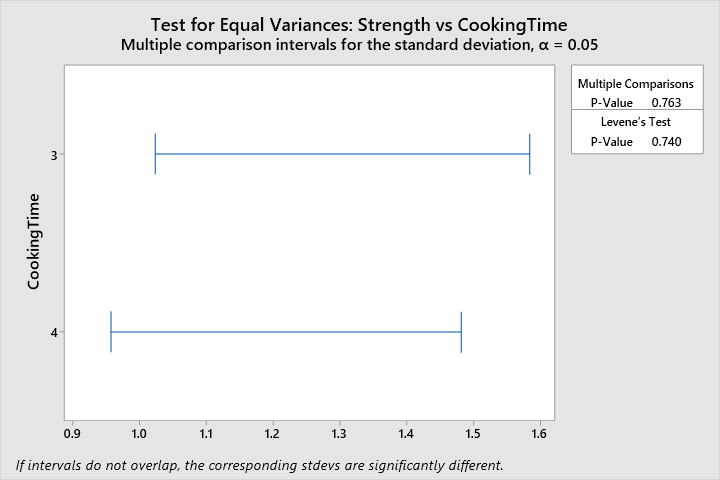 Test for Equal Variances: Strength vs CookingTime
Multiple comparison intervals for the standard deviation, α = 0.05
Multiple Comparisons
P-Value 0.763
Levene's Test
P-Value 0.740
CookingTime
3
4
0.9 1.0 1.1 1.2 1.3 1.4 1.5 1.6
If intervals do not overlap, the corresponding stdevs are significantly different.